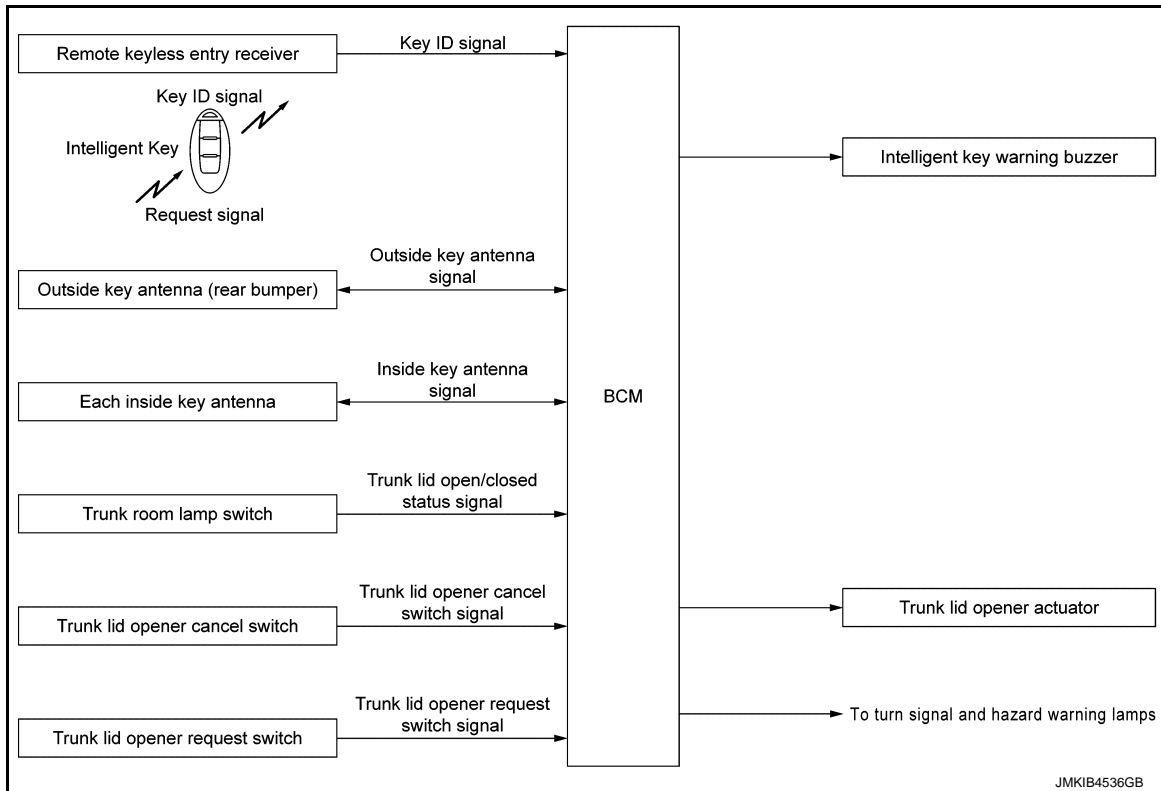 Remote keyless entry receiver
Key ID signal
Key ID signal
Intelligent Key
Request signal
Intelligent key warning buzzer
Outside key antenna
signal
Outside key antenna (rear bumper)
Inside key antenna
signal
Each inside key antenna
BCM
Trunk lid open/closed
status signal
Trunk room lamp switch
Trunk lid opener cancel
switch signal
Trunk lid opener cancel switch
Trunk lid opener actuator
Trunk lid opener request
switch signal
Trunk lid opener request switch
To turn signal and hazard warning lamps
JMKIB4536GB